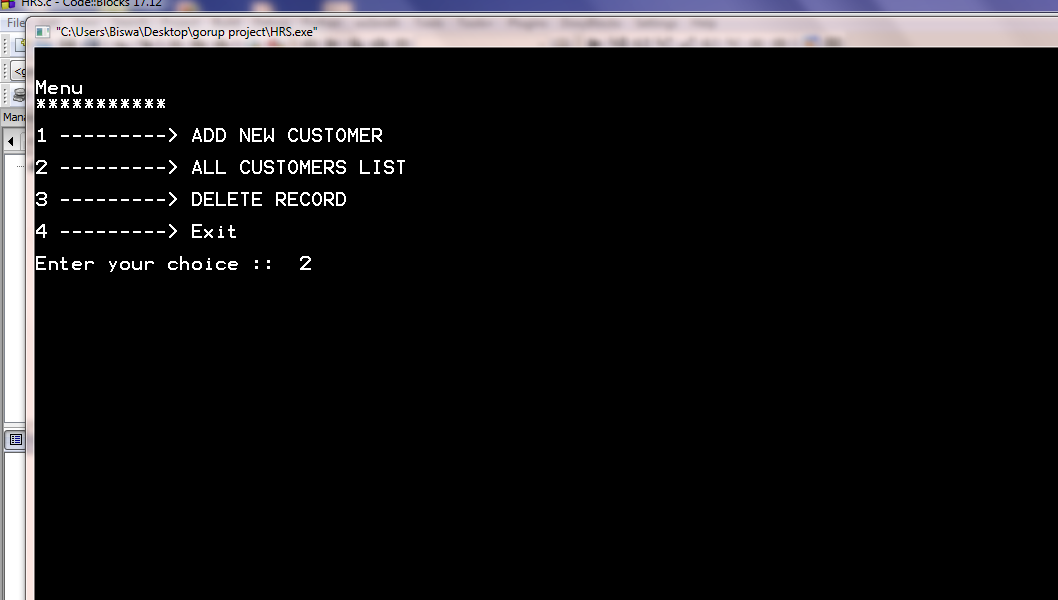 HRS.c - Code::Blocks 17.12
File
"C:\Users\Biswa\Desktop\gorup project\HRS.exe"
<g
Mana
Menu
***********
1 ---------> ADD NEW CUSTOMER
2 ---------> ALL CUSTOMERS LIST
3 ---------> DELETE RECORD
4 ---------> Exit
Enter your choice :: 2